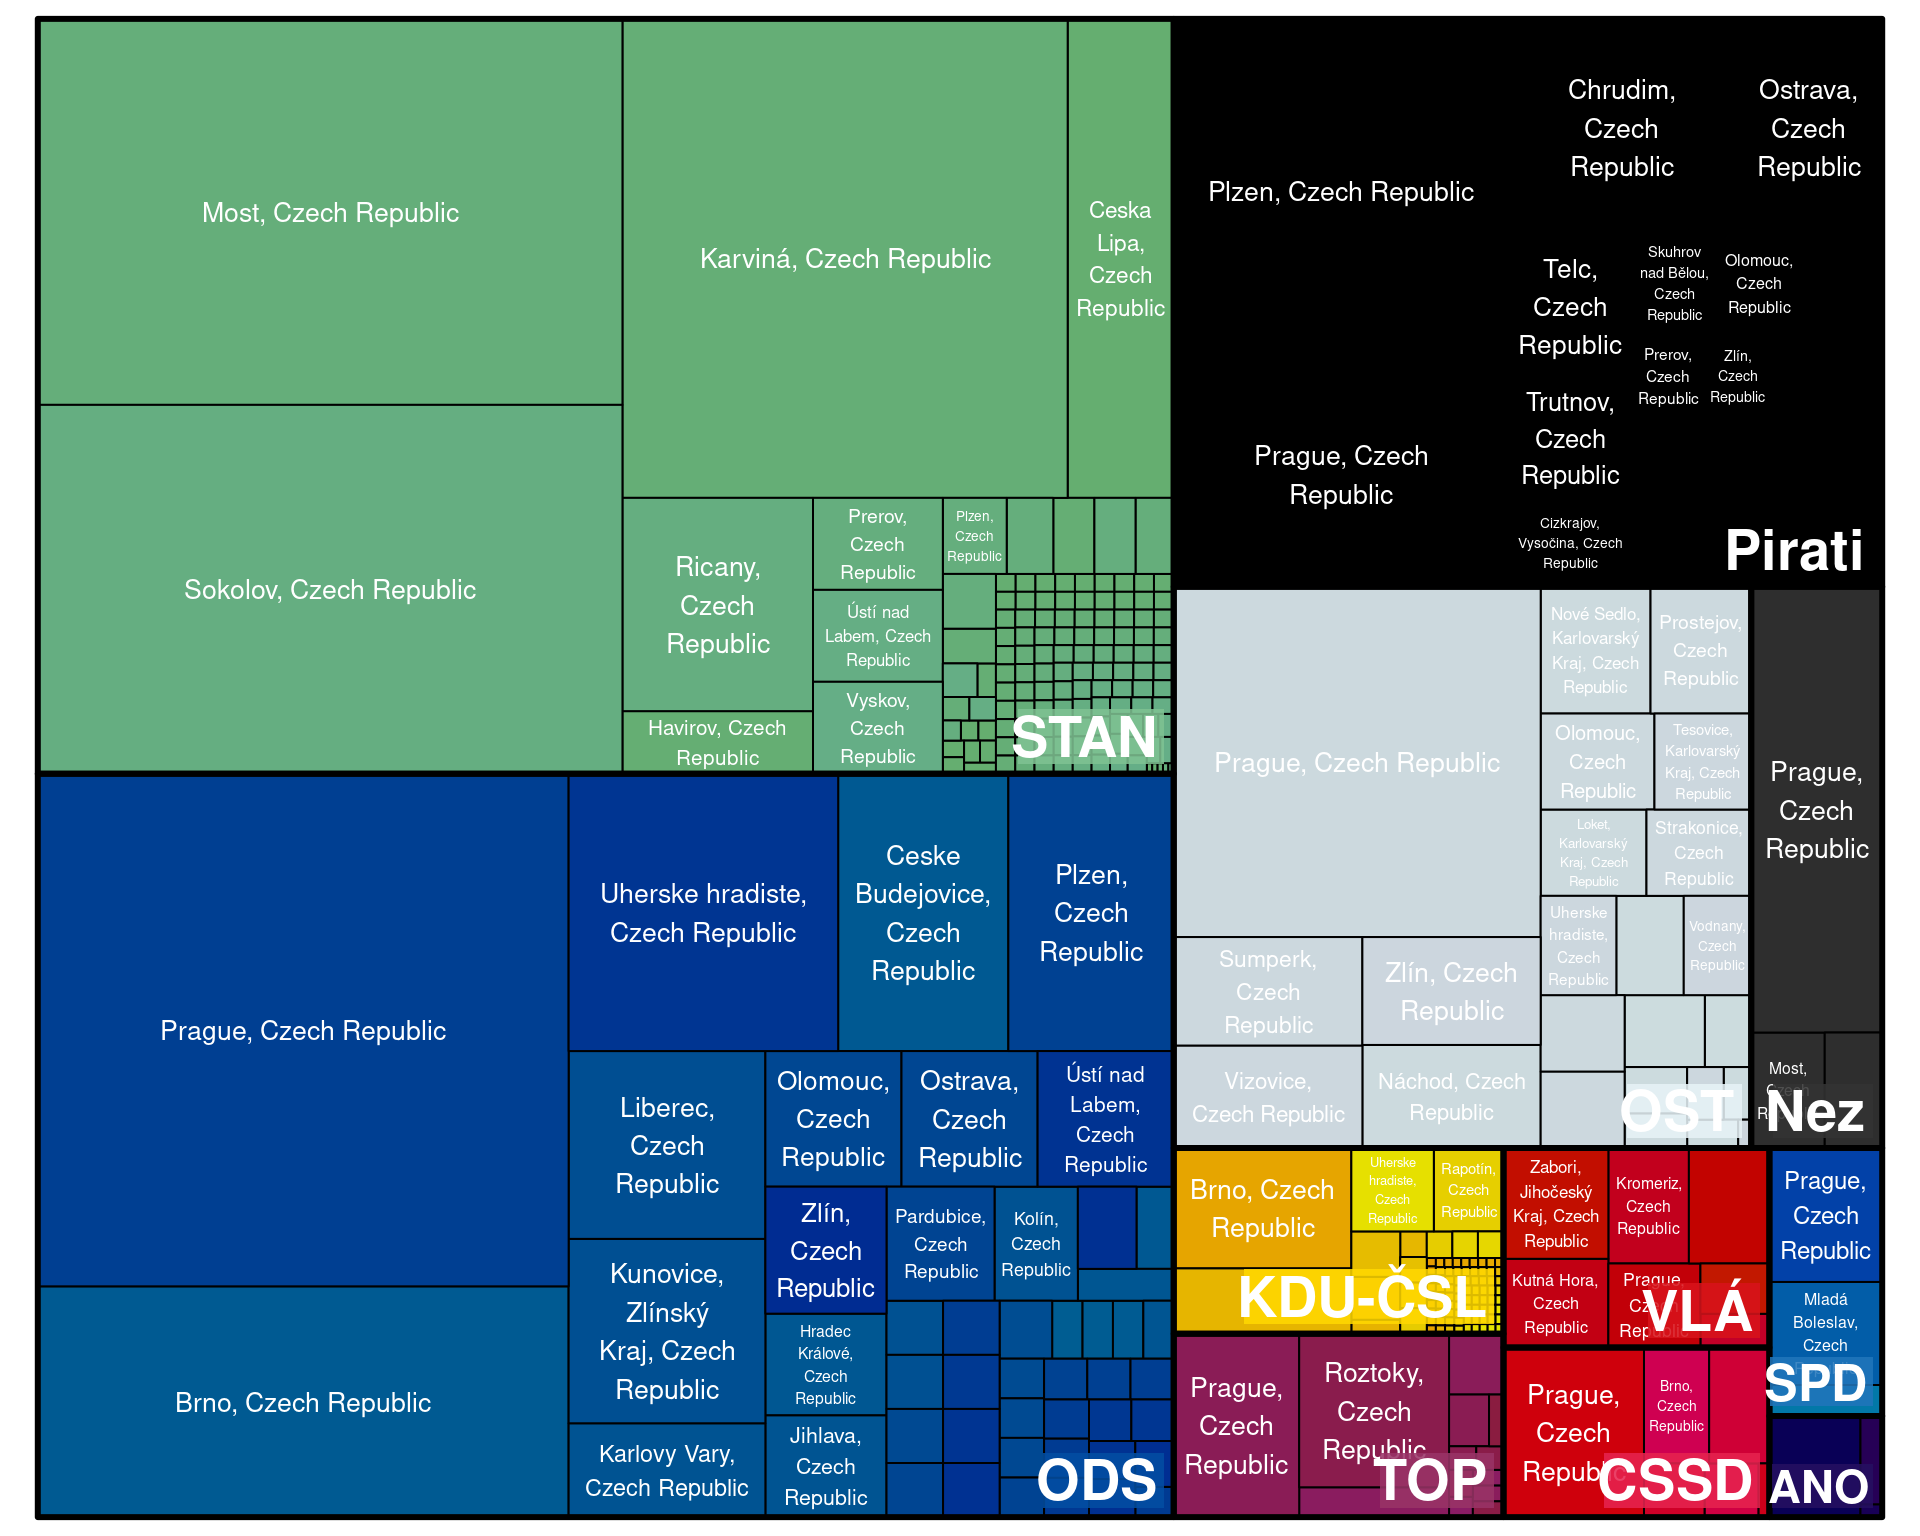 Most, Czech Republic
Karviná, Czech Republic
Ceska
Lipa,
Czech
Republic
Sokolov, Czech Republic
Ricany,
Czech
Republic
Havirov, Czech
Republic
Prerov,
Czech
Republic
Ústí nad
Labem, Czech
Republic
Vyskov,
Czech
Republic
Plzen,
Czech
Republic
STAN
Plzen, Czech Republic
Chrudim,
Czech
Republic
Ostrava,
Czech
Republic
Telc,
Czech
Republic
Skuhrov
nad Bělou,
Czech
Republic
Olomouc,
Czech
Republic
Prerov,
Czech
Republic
Zlín,
Czech
Republic
Prague, Czech
Republic
Trutnov,
Czech
Republic
Cizkrajov,
Vysočina, Czech
Republic
Pirati
Prague, Czech Republic
Brno, Czech Republic
Uherske hradiste,
Czech Republic
Ceske
Budejovice,
Czech
Republic
Plzen,
Czech
Republic
Liberec,
Czech
Republic
Olomouc,
Czech
Republic
Ostrava,
Czech
Republic
Ústí nad
Labem,
Czech
Republic
Kunovice,
Zlínský
Kraj, Czech
Republic
Zlín,
Czech
Republic
Pardubice,
Czech
Republic
Kolín,
Czech
Republic
Hradec
Králové,
Czech
Republic
Karlovy Vary,
Czech Republic
Jihlava,
Czech
Republic
ODS
Prague, Czech Republic
Nové Sedlo,
Karlovarský
Kraj, Czech
Republic
Prostejov,
Czech
Republic
Olomouc,
Czech
Republic
Tesovice,
Karlovarský
Kraj, Czech
Republic
Loket,
Karlovarský
Kraj, Czech
Republic
Strakonice,
Czech
Republic
Uherske
hradiste,
Czech
Republic
Vodnany,
Czech
Republic
Sumperk,
Czech
Republic
Zlín, Czech
Republic
Vizovice,
Czech Republic
Náchod, Czech
Republic
OST
Prague,
Czech
Republic
Most,
Czech
Nez
Brno, Czech
Republic
Uherske
hradiste,
Czech
Republic
Rapotín,
Czech
Republic
KDU-ČSL
Zabori,
Jihočeský
Kraj, Czech
Republic
Kromeriz,
Czech
Republic
Kutná Hora,
Czech
Republic
Prague,
VLÁ
Prague,
Czech
Republic
Mladá
Boleslav,
Czech
SPD
Prague,
Czech
Republic
Roztoky,
Czech
Republic
TOP
Prague,
Czech
Republic
Brno,
Czech
Republic
CSSD
ANO